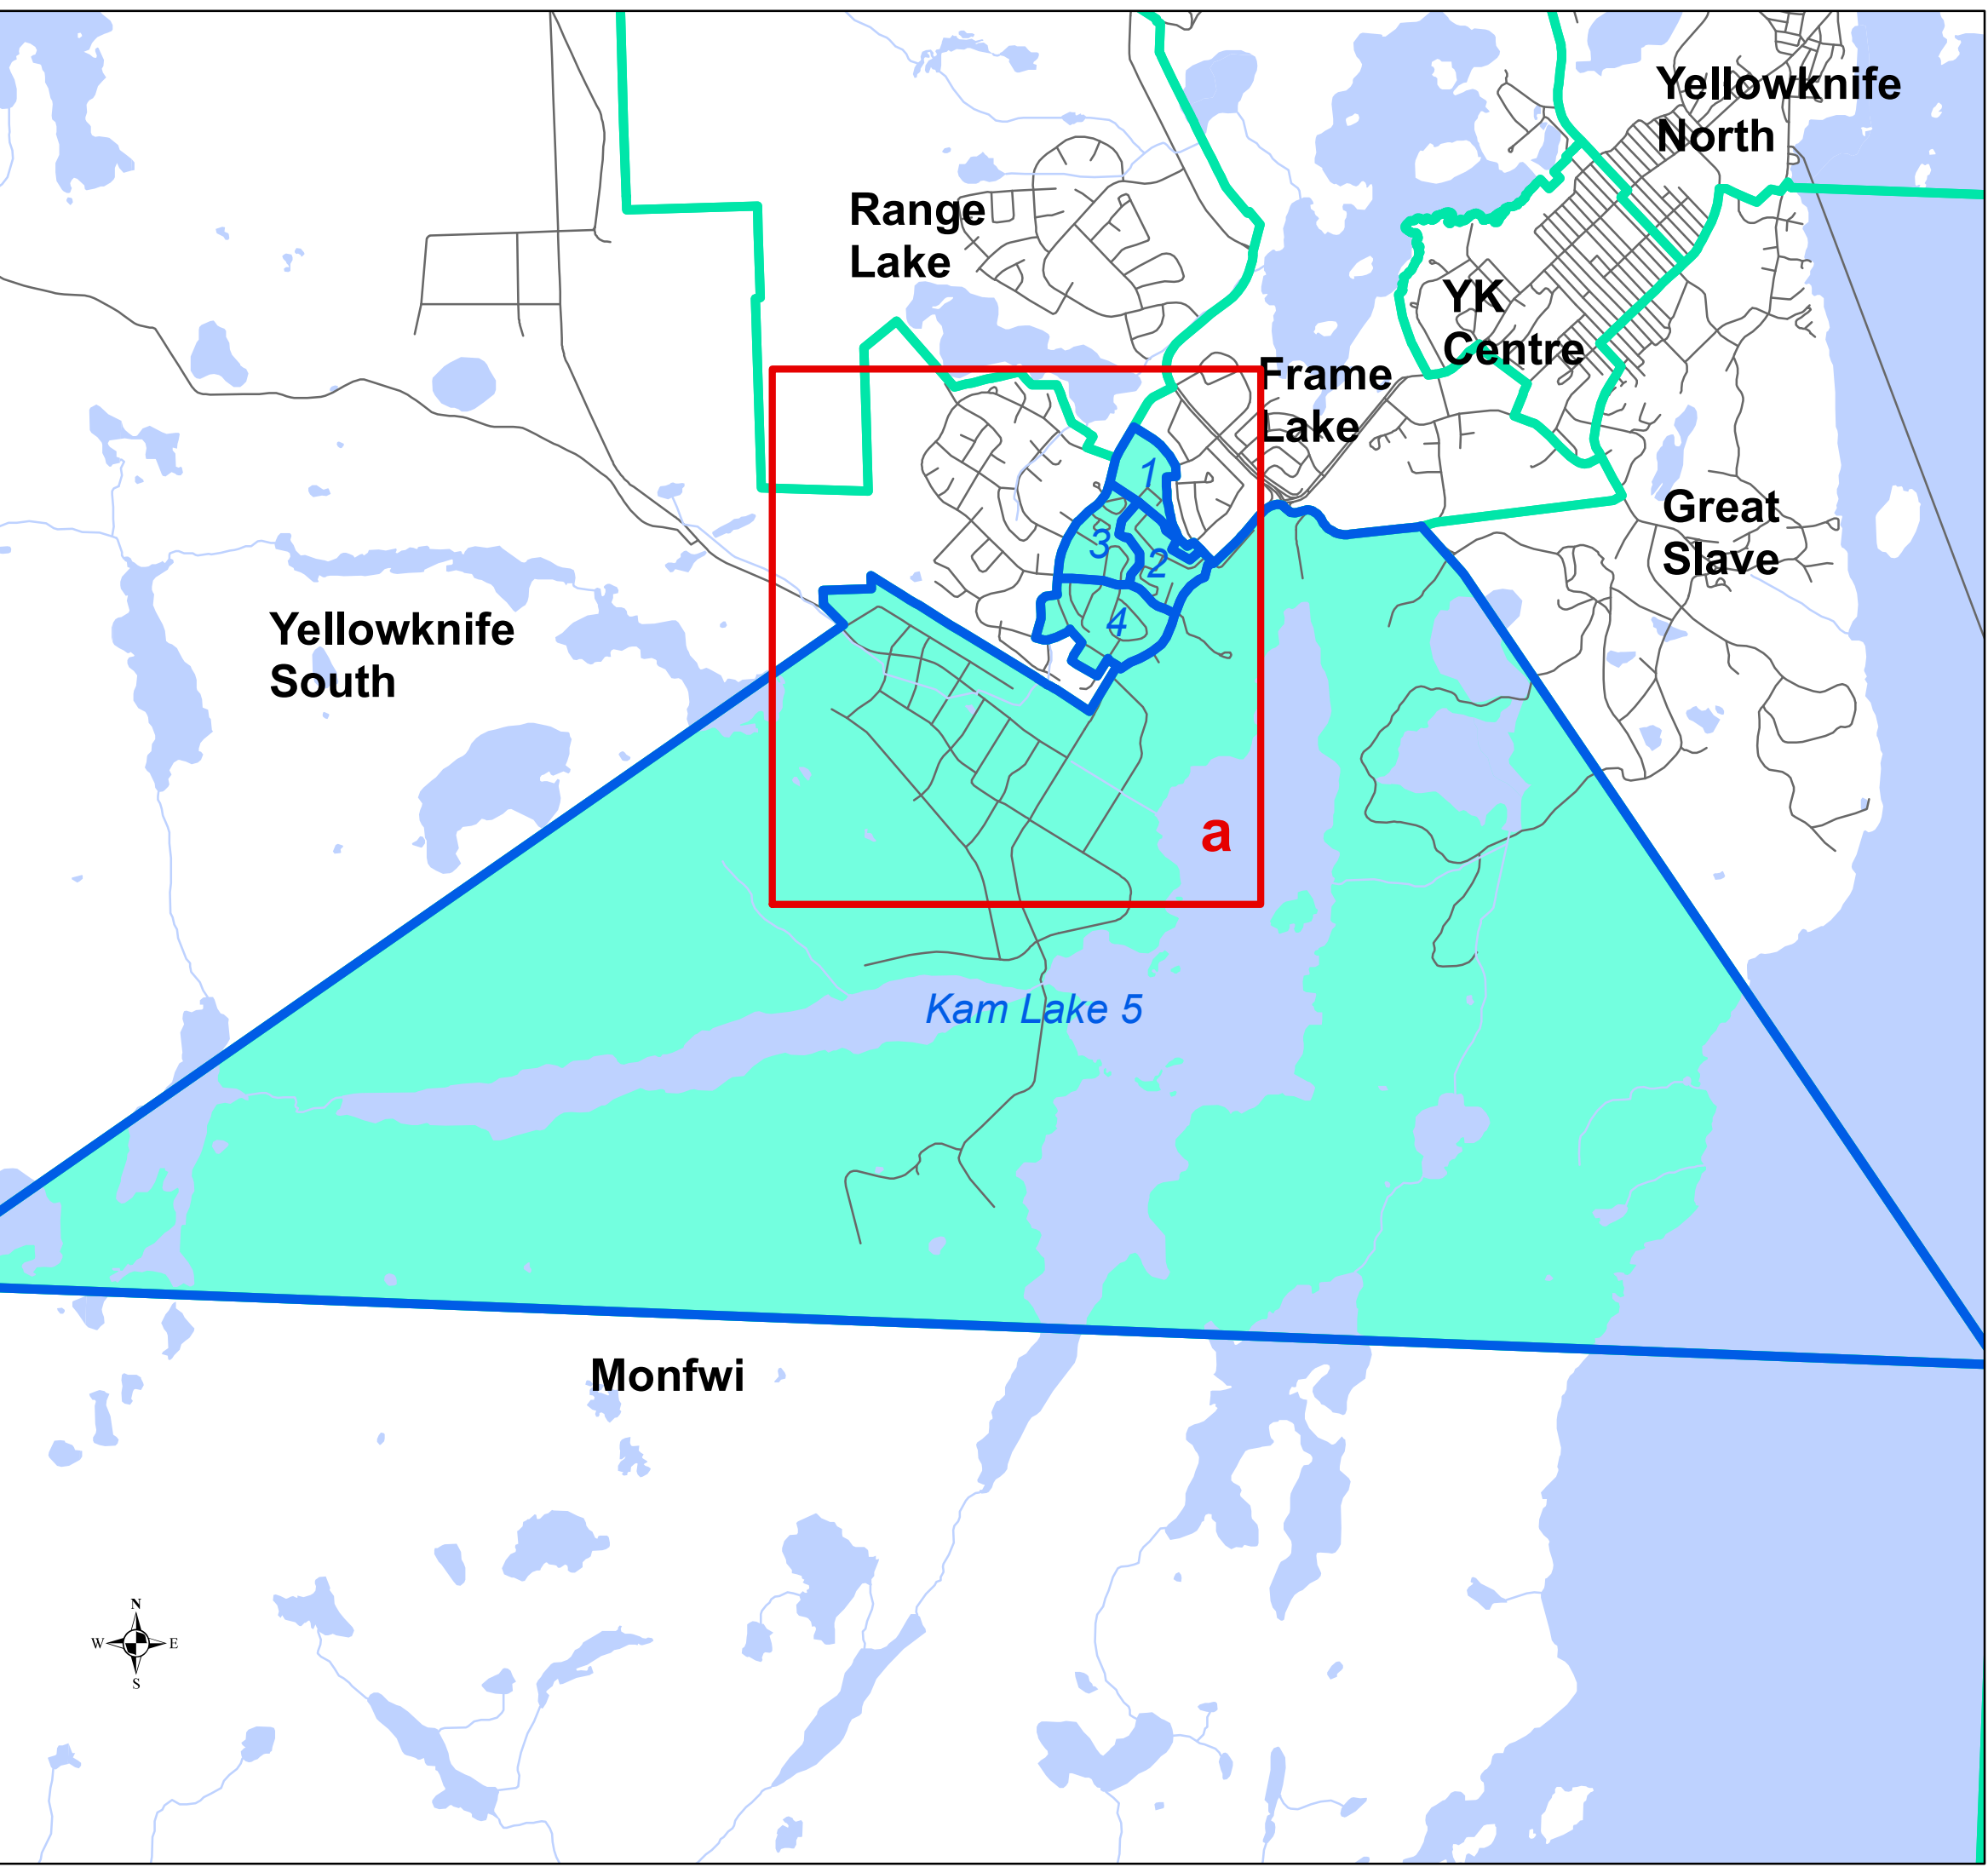 Yellowknife
North
Range
Lake
YK
Centre
Frame
Lake
1
Great
Slave
3
2
Yellowknife
South
4
a
Kam Lake 5
Monfwi
N
W E
S